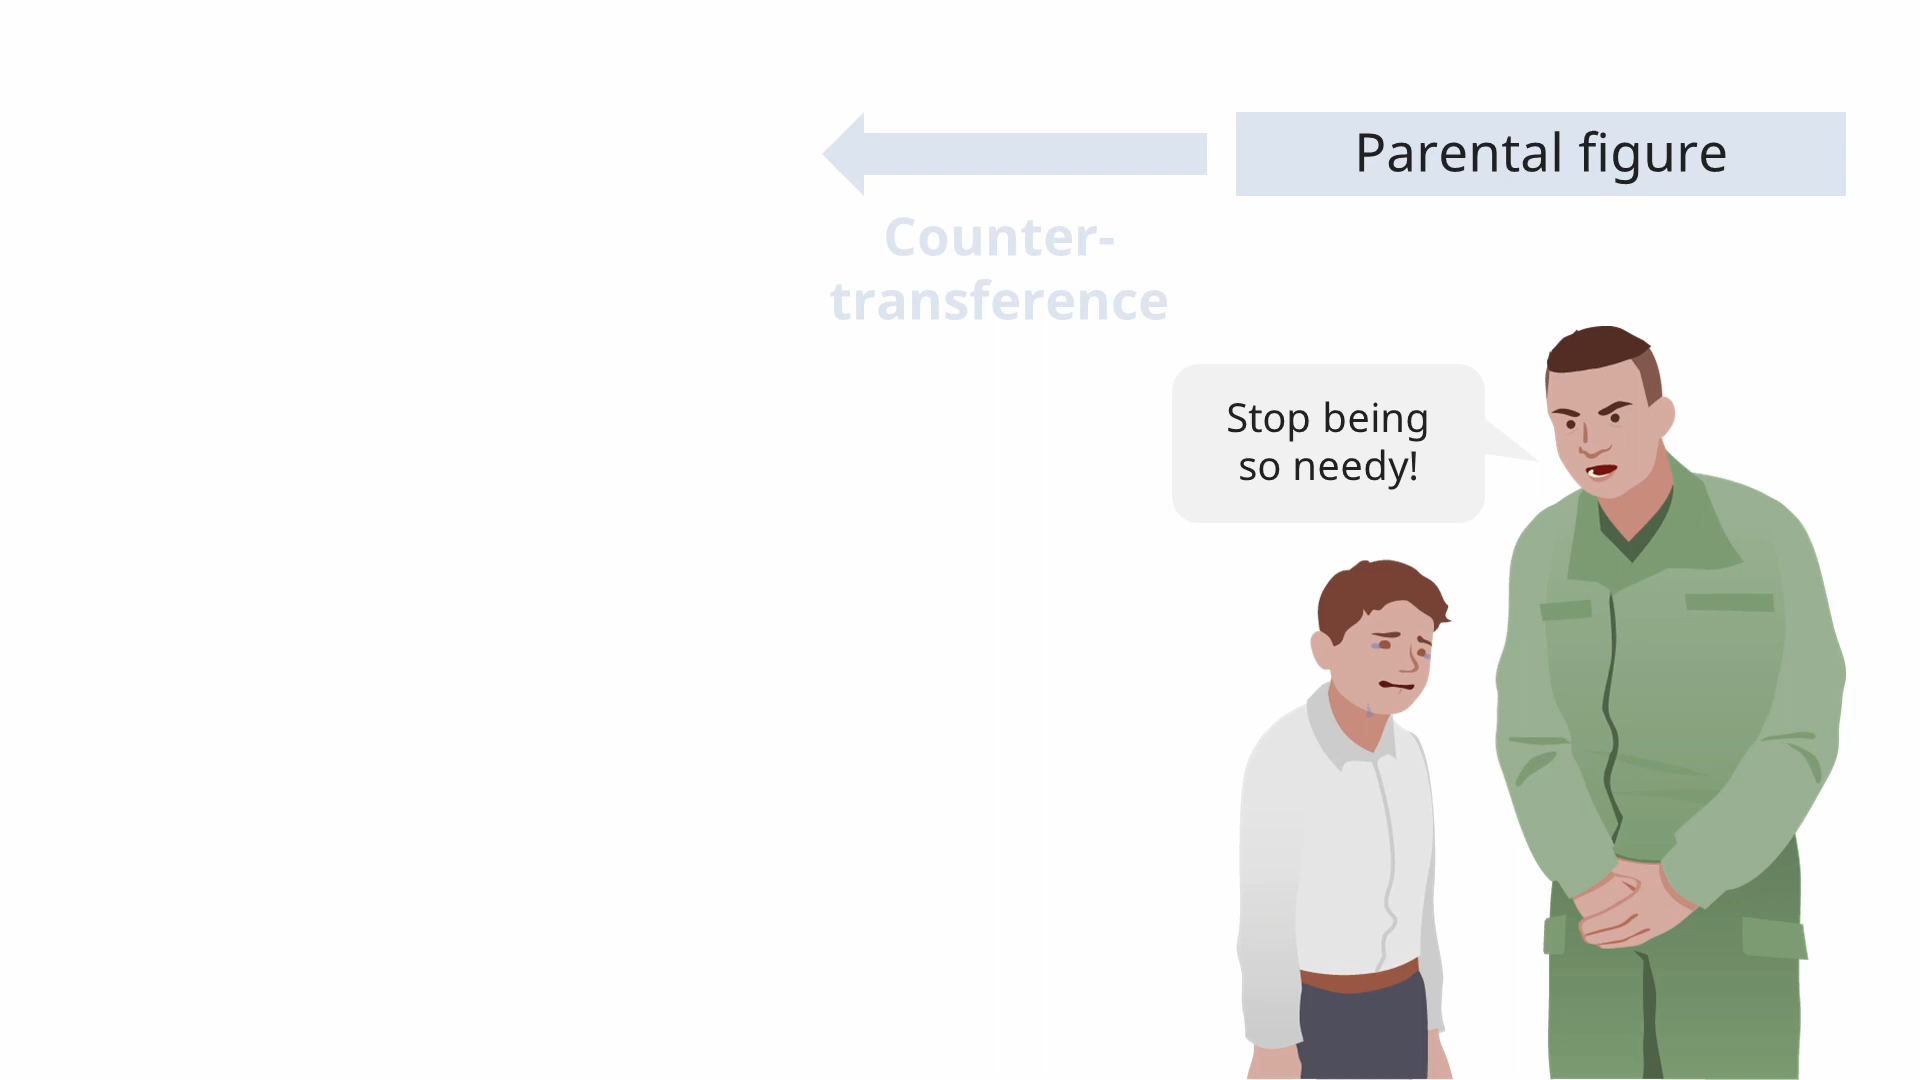 Parental figure
Counter-
transference
Stop being
so needy!